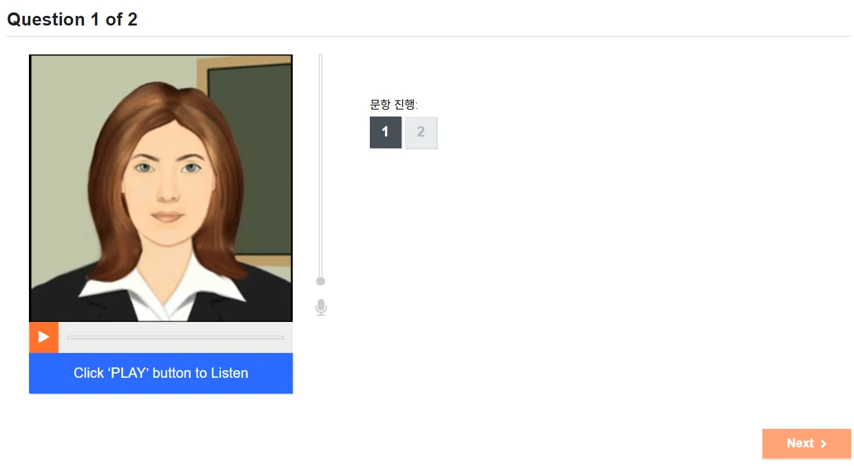 Question 1 of 2
문항 진행:
1 2
Click ‘PLAY’ button to Listen
Next